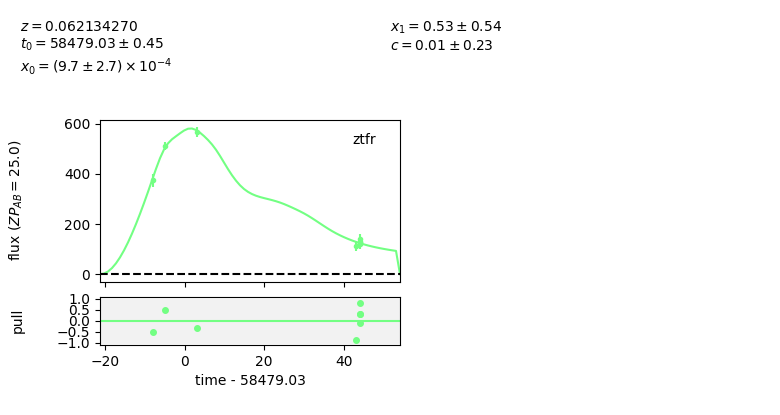 z = 0.062134270
t₀ = 58479.03 ± 0.45
x₀ = (9.7 ± 2.7) × 10⁻⁴
x₁ = 0.53 ± 0.54
c = 0.01 ± 0.23
ztfr
flux (ZP_AB = 25.0)
600
400
200
0
pull
1.0
0.5
0.0
−0.5
−1.0
−20
0
20
40
time - 58479.03